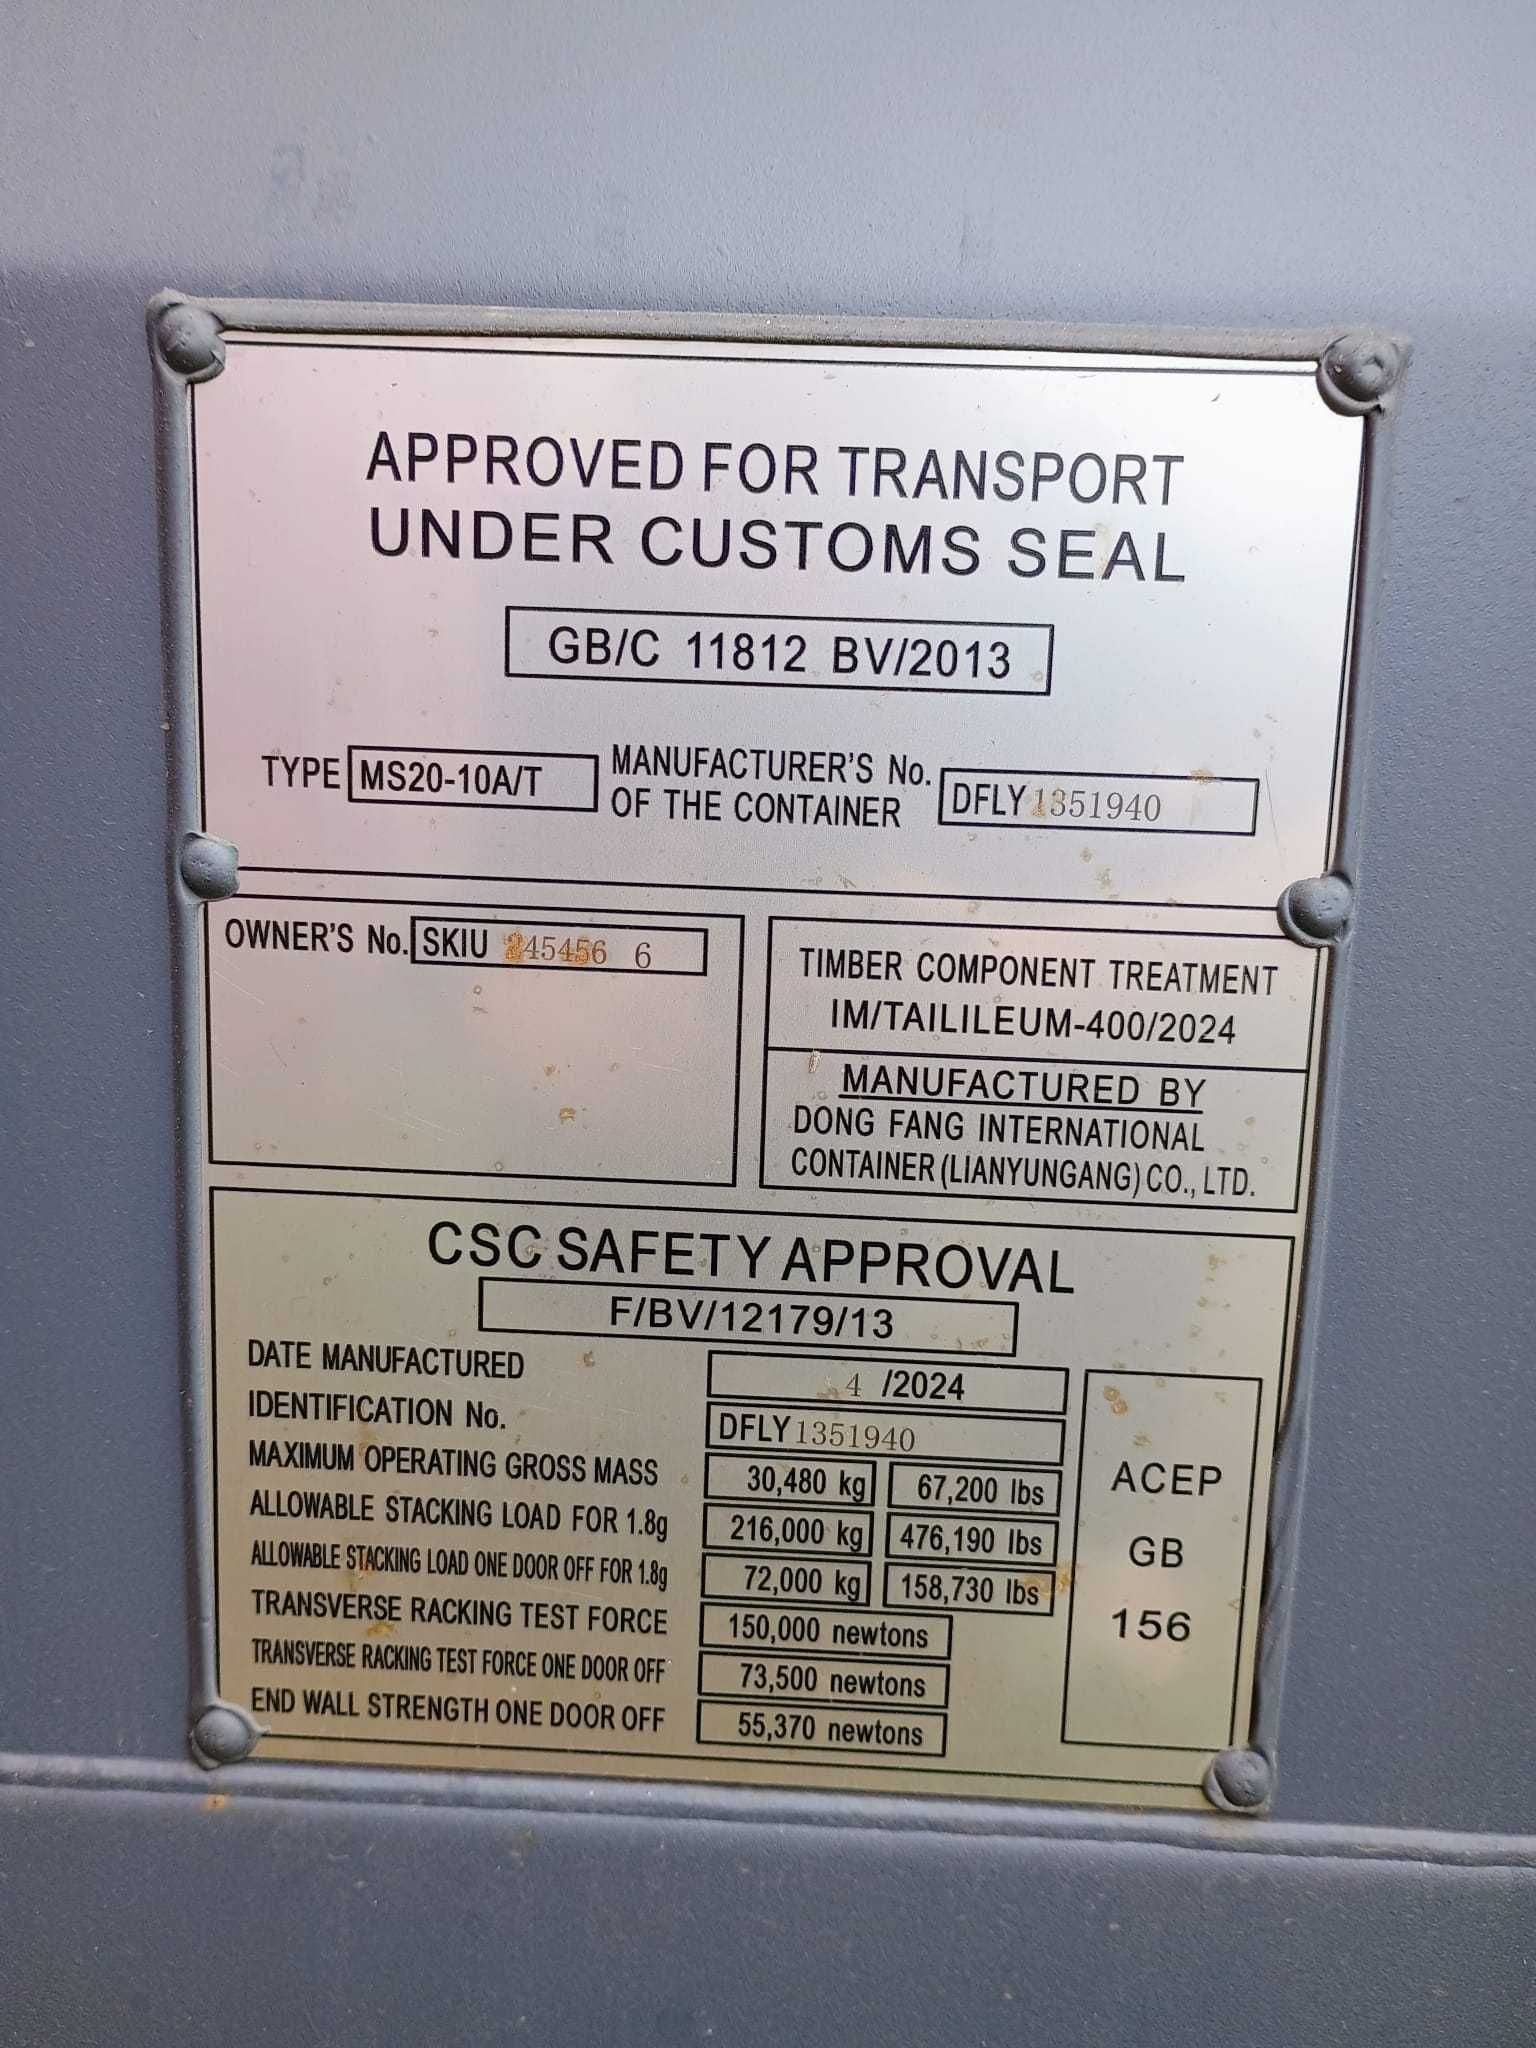 APPROVED FOR TRANSPORT
UNDER CUSTOMS SEAL
GB/C 11812 BV/2013
TYPE MS20-10A/T MANUFACTURER'S No. OF THE CONTAINER DFLY 1351940
OWNER'S No. SKIU 245456 6
TIMBER COMPONENT TREATMENT
IM/TAILILEUM-400/2024
MANUFACTURED BY
DONG FANG INTERNATIONAL
CONTAINER (LIANYUNGANG) CO., LTD.
CSC SAFETY APPROVAL
F/BV/12179/13
DATE MANUFACTURED 4 /2024
IDENTIFICATION No. DFLY 1351940
MAXIMUM OPERATING GROSS MASS 30,480 kg 67,200 lbs
ALLOWABLE STACKING LOAD FOR 1.8g 216,000 kg 476,190 lbs
ALLOWABLE STACKING LOAD ONE DOOR OFF FOR 1.8g 72,000 kg 158,730 lbs
TRANSVERSE RACKING TEST FORCE 150,000 newtons
TRANSVERSE RACKING TEST FORCE ONE DOOR OFF 73,500 newtons
END WALL STRENGTH ONE DOOR OFF 55,370 newtons
ACEP
GB
156